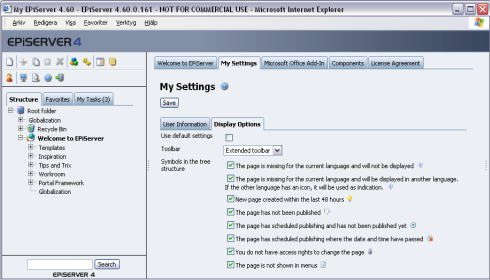 My EPiServer 4.60 - EPiServer 4.60.0.161 - NOT FOR COMMERCIAL USE - Microsoft Internet Explorer
Arkiv Redigera Visa Favoriter Verktyg Hjälp
EPiSERVER 4
Structure Favorites My Tasks (3)
Root folder
Globalization
Recycle Bin
Welcome to EPiServer
Templates
Inspiration
Tips and Trix
Workroom
Portal Framework
Globalization
Search
EPiSERVER 4
Welcome to EPiServer My Settings Microsoft Office Add-In Components License Agreement
My Settings
Save
User Information Display Options
Use default settings
Toolbar Extended toolbar
Symbols in the tree structure
The page is missing for the current language and will not be displayed
The page is missing for the current language and will be displayed in another language.
If the other language has an icon, it will be used as indication.
New page created within the last 48 hours
The page has not been published
The page has scheduled publishing and has not been published yet
The page has scheduled publishing where the date and time have passed
You do not have access rights to change the page
The page is not shown in menus